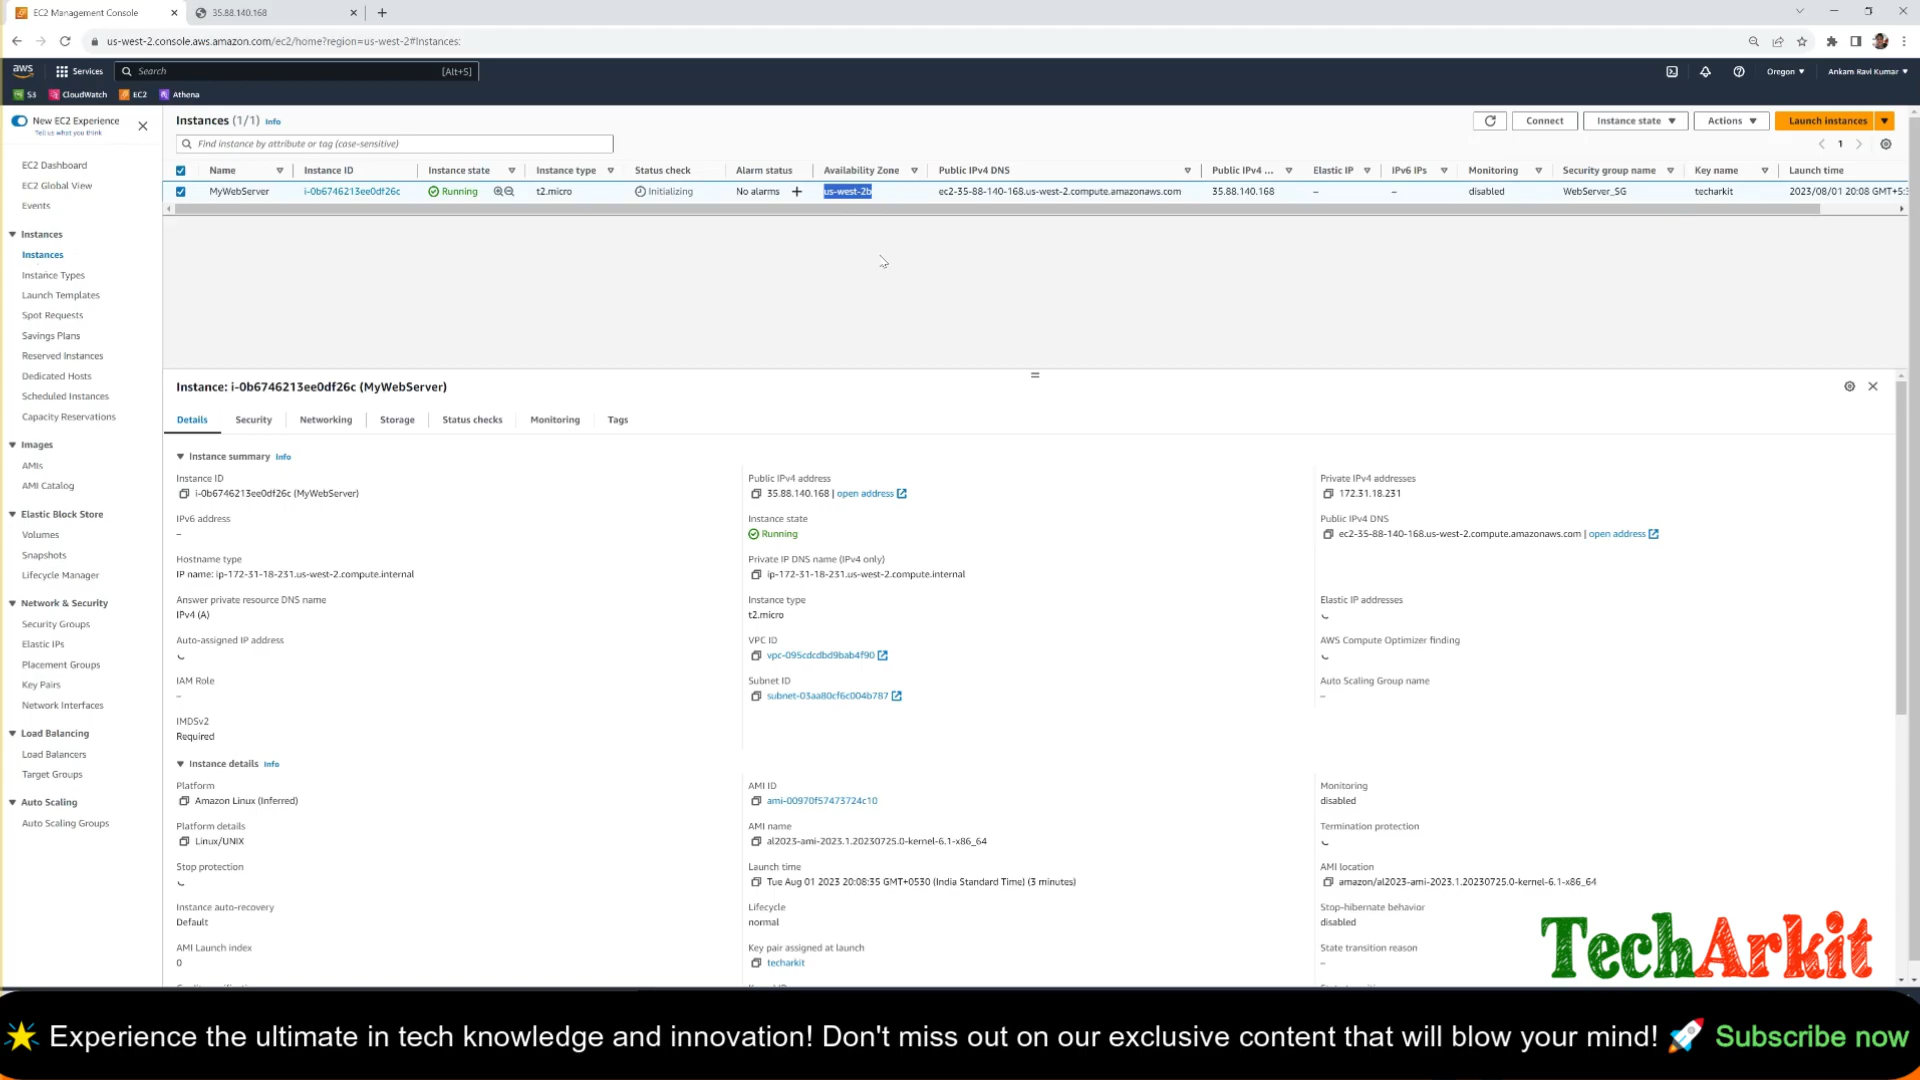 EC2 Management Console
35.88.140.168
us-west-2.console.aws.amazon.com/ec2/home?region=us-west-2#Instances:
aws
Services
Search
[Alt+S]
Oregon
Ankam Ravi Kumar
S3
CloudWatch
EC2
Athena
New EC2 Experience
Tell us what you think
EC2 Dashboard
EC2 Global View
Events
Instances
Instances
Instance Types
Launch Templates
Spot Requests
Savings Plans
Reserved Instances
Dedicated Hosts
Scheduled Instances
Capacity Reservations
Images
AMIs
AMI Catalog
Elastic Block Store
Volumes
Snapshots
Lifecycle Manager
Network & Security
Security Groups
Elastic IPs
Placement Groups
Key Pairs
Network Interfaces
Load Balancing
Load Balancers
Target Groups
Auto Scaling
Auto Scaling Groups
Instances (1/1) Info
Connect
Instance state
Actions
Launch instances
Find instance by attribute or tag (case-sensitive)
1
Name Instance ID Instance state Instance type Status check Alarm status Availability Zone Public IPv4 DNS Public IPv4 ... Elastic IP IPv6 IPs Monitoring Security group name Key name Launch time
MyWebServer i-0b6746213ee0df26c Running t2.micro Initializing No alarms + us-west-2b ec2-35-88-140-168.us-west-2.compute.amazonaws.com 35.88.140.168 – – disabled WebServer_SG techarkit 2023/08/01 20:08 GMT+5:3
Instance: i-0b6746213ee0df26c (MyWebServer)
Details Security Networking Storage Status checks Monitoring Tags
Instance summary Info
Instance ID
i-0b6746213ee0df26c (MyWebServer)
Public IPv4 address
35.88.140.168 | open address
Private IPv4 addresses
172.31.18.231
IPv6 address
–
Instance state
Running
Public IPv4 DNS
ec2-35-88-140-168.us-west-2.compute.amazonaws.com | open address
Hostname type
IP name: ip-172-31-18-231.us-west-2.compute.internal
Private IP DNS name (IPv4 only)
ip-172-31-18-231.us-west-2.compute.internal
Answer private resource DNS name
IPv4 (A)
Instance type
t2.micro
Elastic IP addresses
Auto-assigned IP address
VPC ID
vpc-095cdcdbd9bab4f90
AWS Compute Optimizer finding
IAM Role
–
Subnet ID
subnet-03aa80cf6c004b787
Auto Scaling Group name
–
IMDSv2
Required
Instance details Info
Platform
Amazon Linux (Inferred)
AMI ID
ami-00970f57473724c10
Monitoring
disabled
Platform details
Linux/UNIX
AMI name
al2023-ami-2023.1.20230725.0-kernel-6.1-x86_64
Termination protection
Stop protection
Launch time
Tue Aug 01 2023 20:08:35 GMT+0530 (India Standard Time) (3 minutes)
AMI location
amazon/al2023-ami-2023.1.20230725.0-kernel-6.1-x86_64
Instance auto-recovery
Default
Lifecycle
normal
Stop-hibernate behavior
disabled
AMI Launch index
0
Key pair assigned at launch
techarkit
State transition reason
–
TechArkit
Experience the ultimate in tech knowledge and innovation! Don't miss out on our exclusive content that will blow your mind! Subscribe now